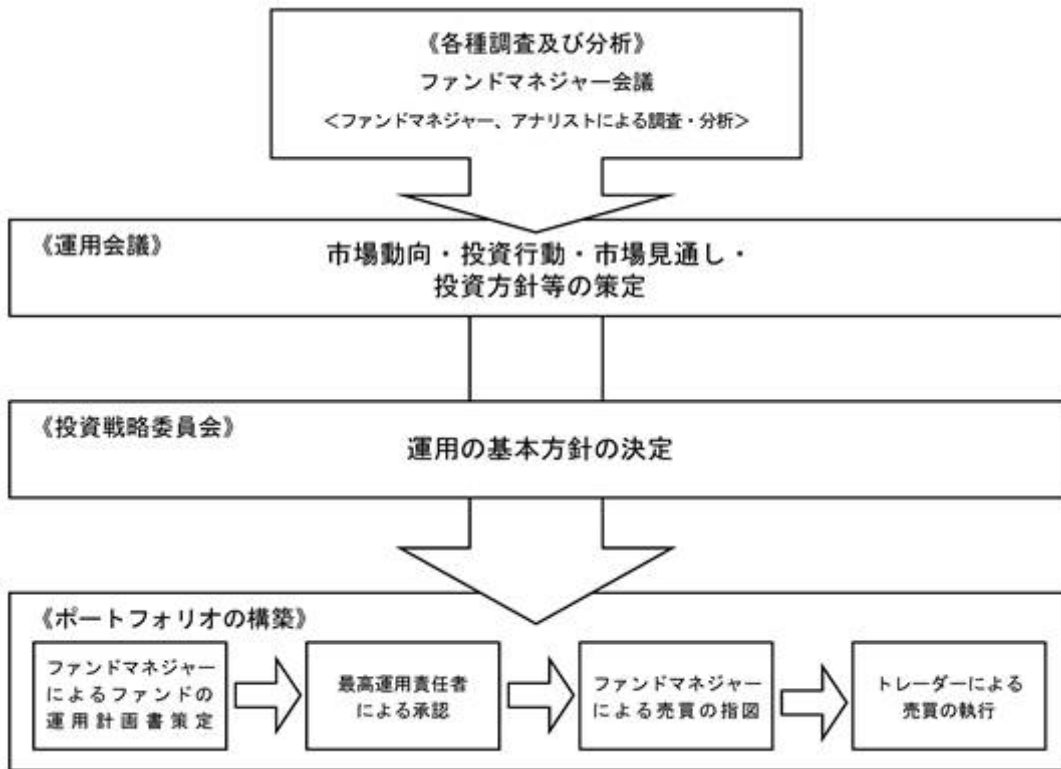 《各種調査及び分析》
ファンドマネジャー会議
<ファンドマネジャー、アナリストによる調査・分析>
《運用会議》
市場動向・投資行動・市場見通し・
投資方針等の策定
《投資戦略委員会》
運用の基本方針の決定
《ポートフォリオの構築》
ファンドマネジャー
によるファンドの
運用計画書策定
最高運用責任者
による承認
ファンドマネジャー
による売買の指図
トレーダーによる
売買の執行